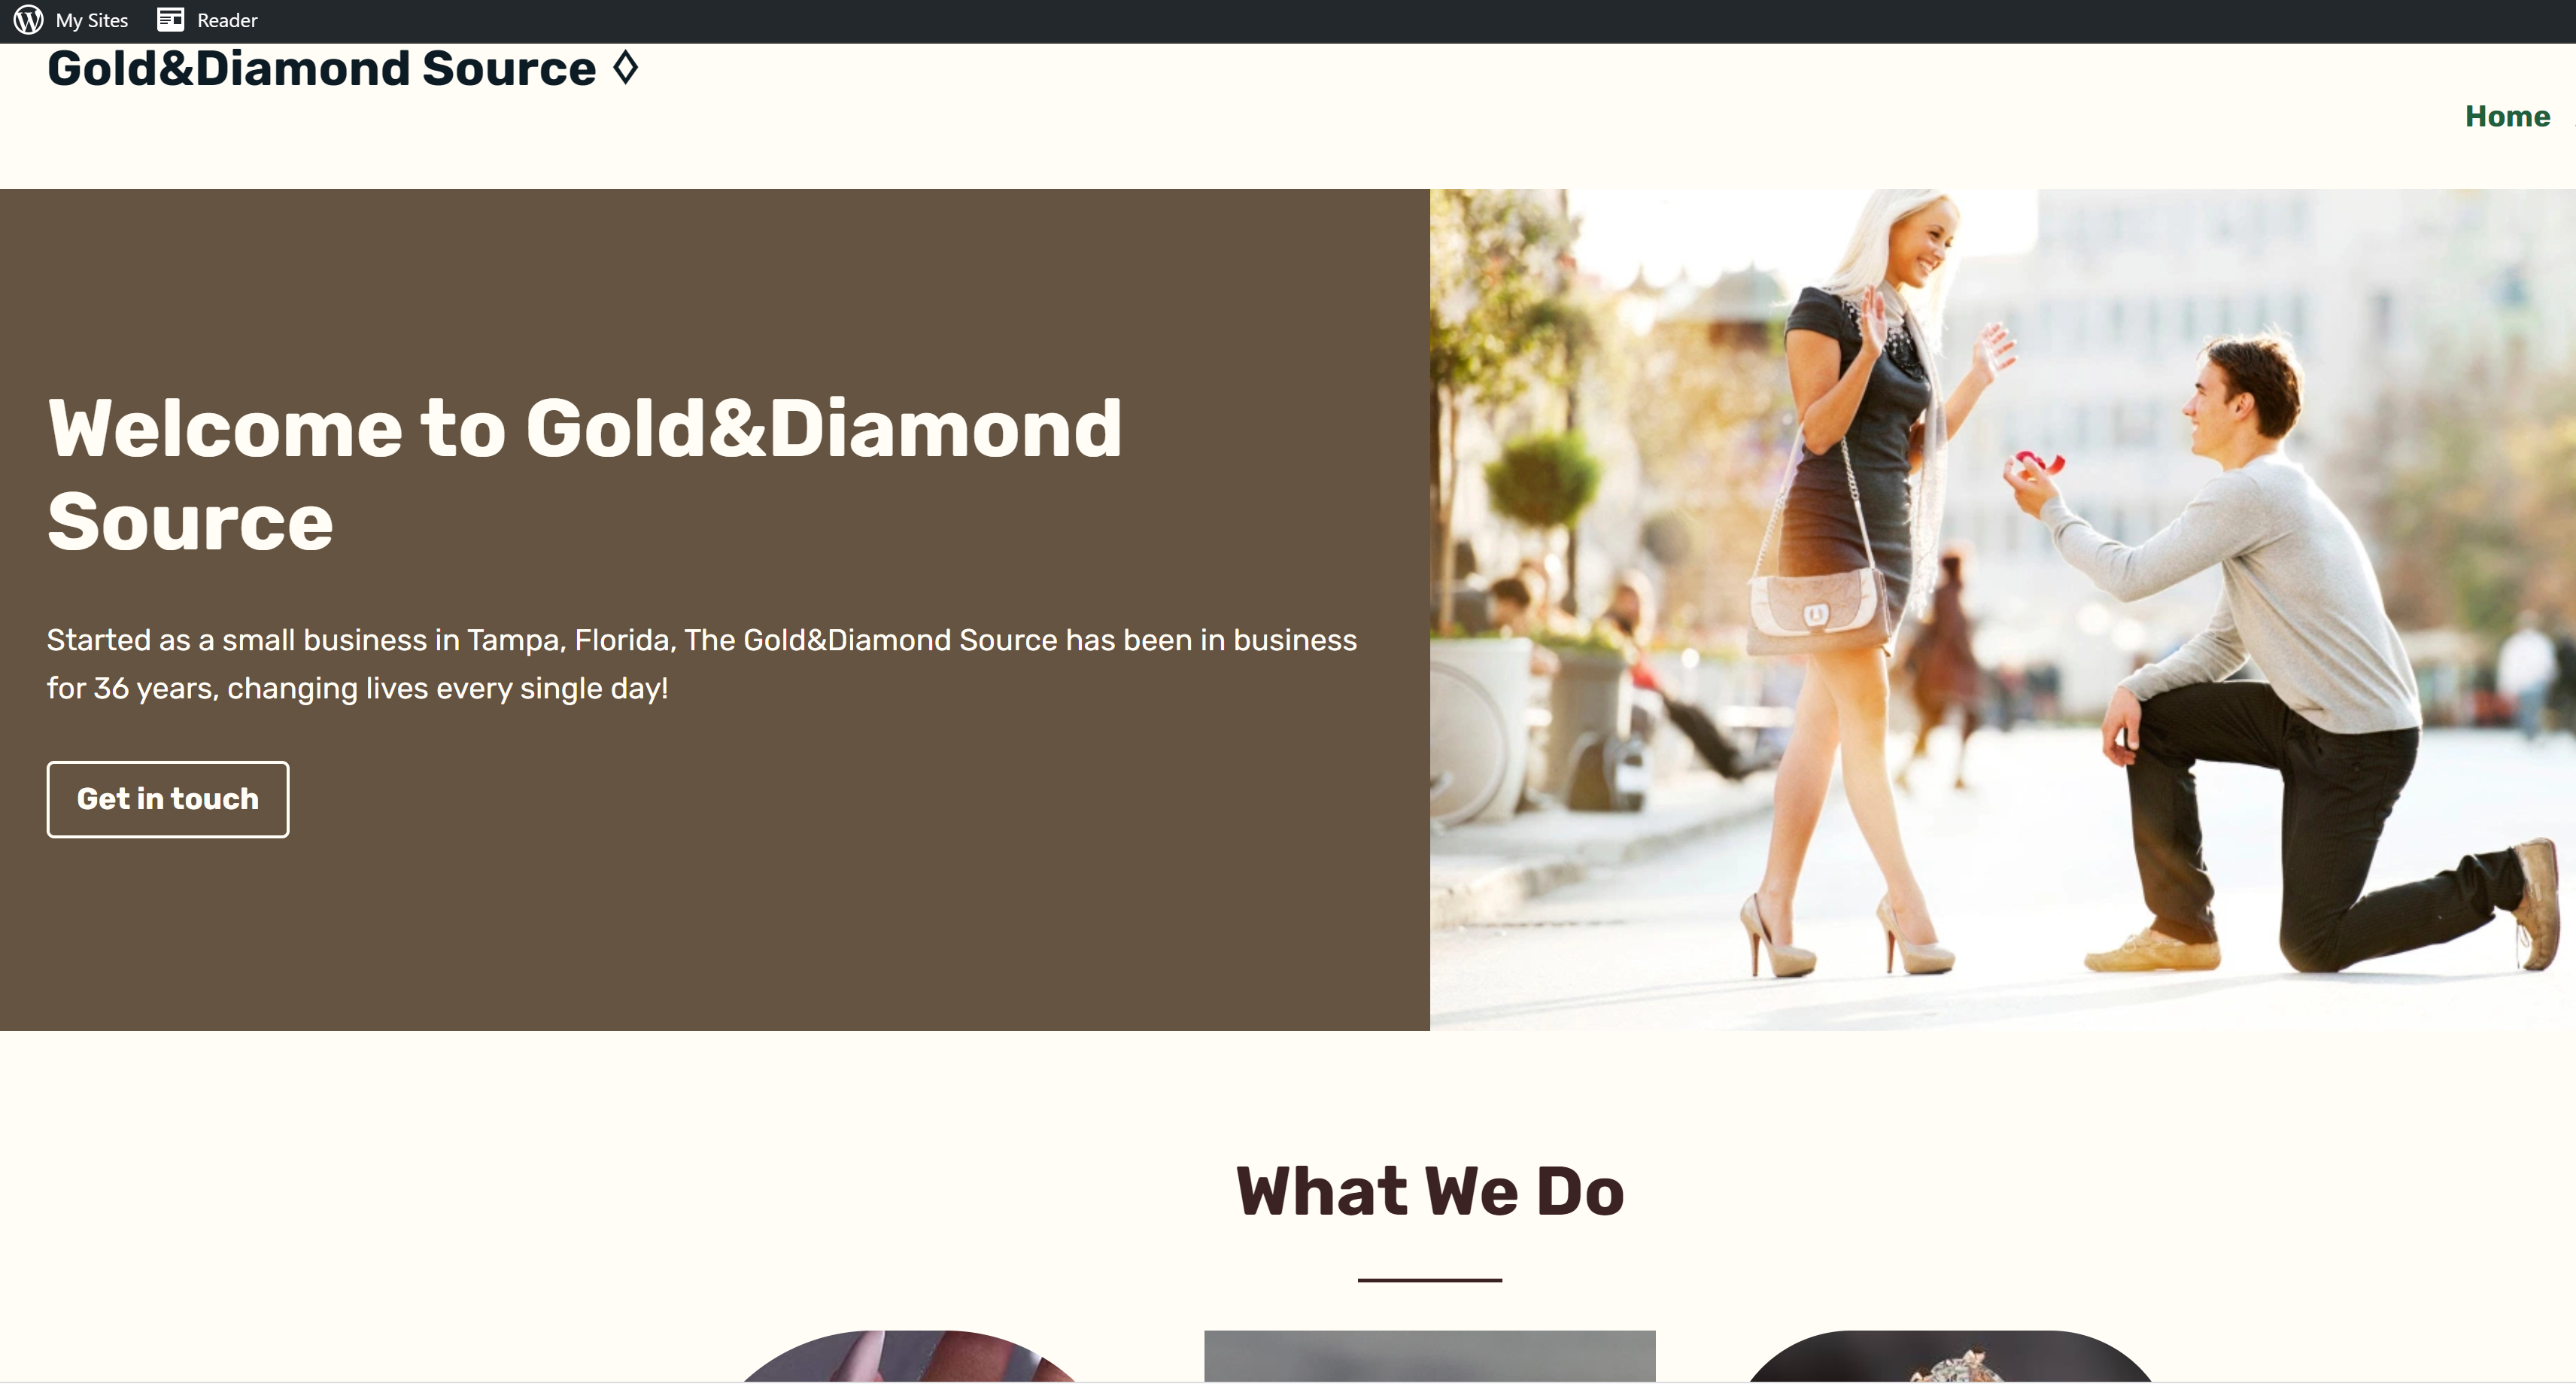 My Sites Reader
Gold&Diamond Source ◊
Home
Welcome to Gold&Diamond
Source
Started as a small business in Tampa, Florida, The Gold&Diamond Source has been in business
for 36 years, changing lives every single day!
Get in touch
What We Do